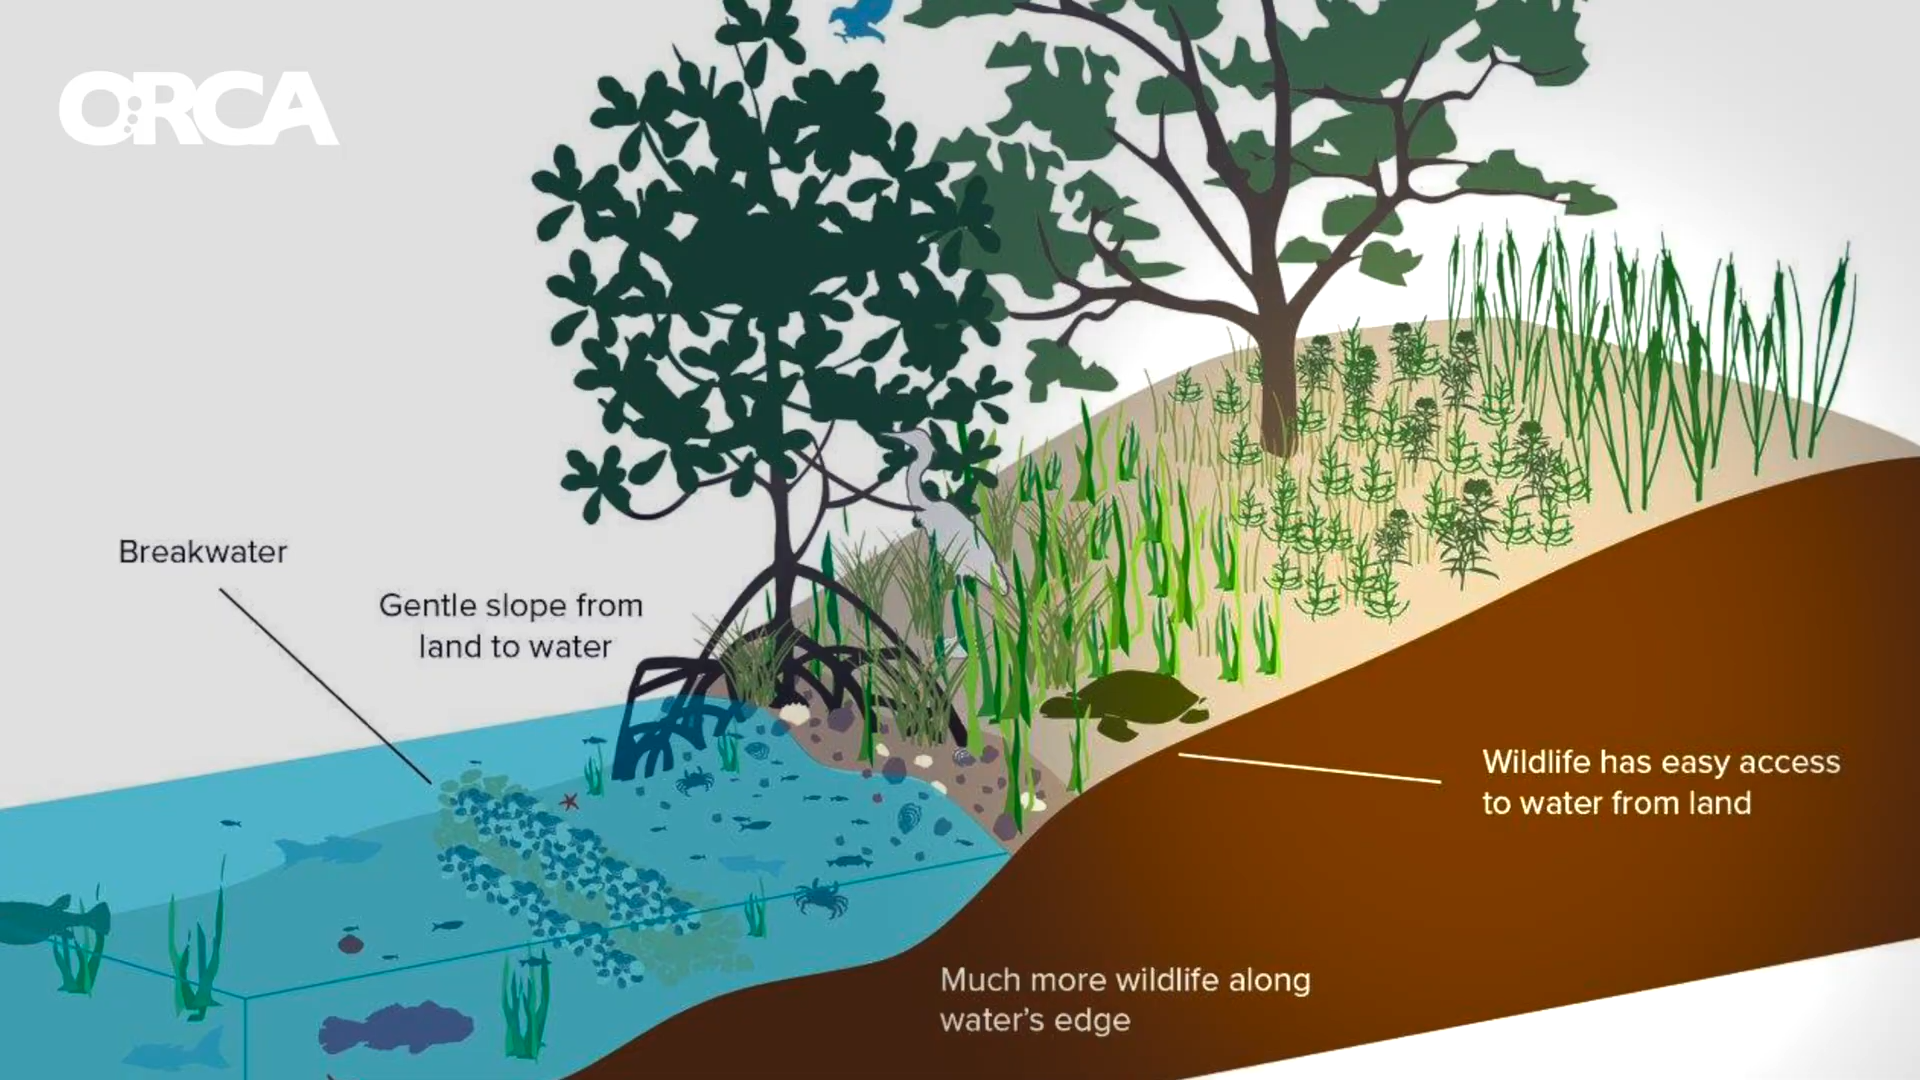 ORCA
Breakwater
Gentle slope from
land to water
Wildlife has easy access
to water from land
Much more wildlife along
water's edge